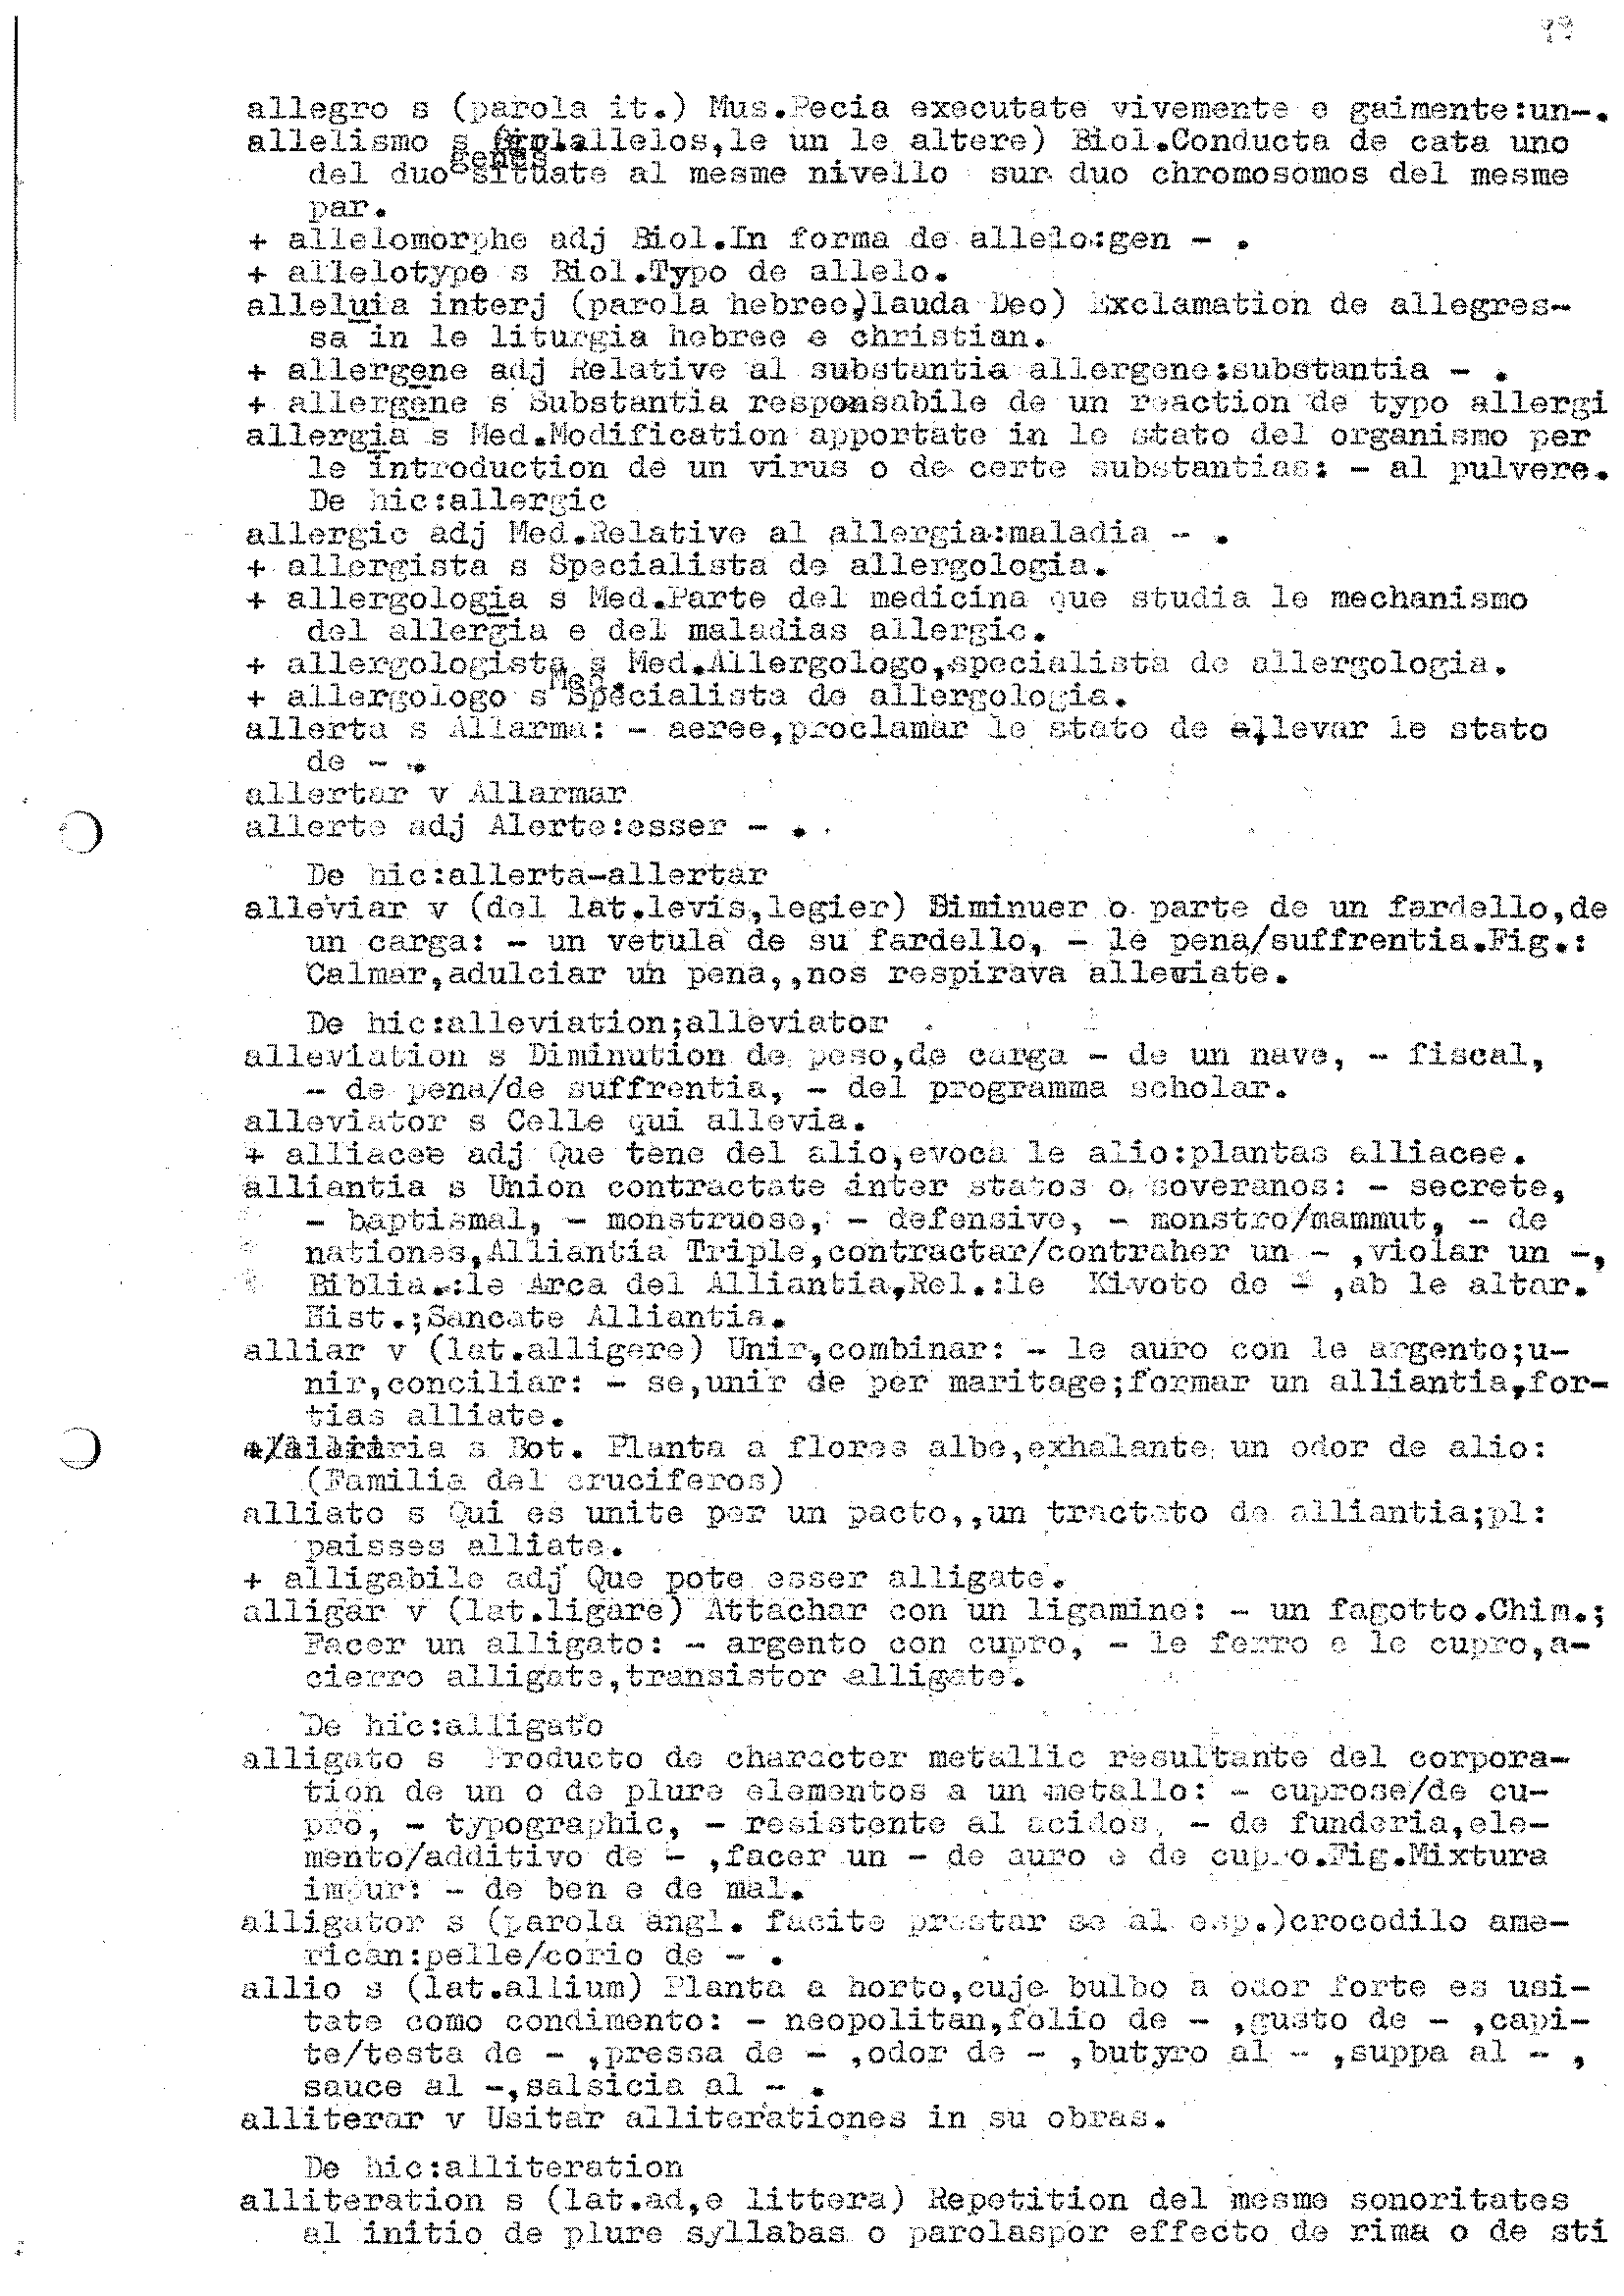 allegro s (parola it.) Mus.Pecia executate vivemente e gaimente:un-.
allelismo s allelos,le un le altere) Biol.Conducta de cata uno
genes
del duo situate al mesme nivello sur duo chromosomos del mesme
par.
+ allelomorphe adj Biol.In forma de allelo:gen - .
+ allelotype s Biol.Typo de allelo.
alleluia interj (parola hebree,lauda Deo) Exclamation de allegres-
sa in le liturgia hebree e christian.
+ allergene adj Relative al substantia allergene:substantia - .
+ allergene s Substantia responsabile de un reaction de typo allergi
allergia s Med.Modification apportate in le stato del organismo per
le introduction de un virus o de certe substantias: - al pulvere.
De hic:allergic
allergic adj Med.Relative al allergia:maladia - .
+ allergista s Specialista de allergologia.
+ allergologia s Med.Parte del medicina que studia le mechanismo
del allergia e del maladias allergic.
+ allergologista s Med.Allergologo,specialista de allergologia.
Med.
+ allergologo s Specialista de allergologia.
allerta s Allarma: - aeree,proclamar le stato de a,llevar le stato
de - .
allertar v Allarmar
allerte adj Alerte:esser - .
De hic:allerta-allertar
alleviar v (del lat.levis,legier) Diminuer o parte de un fardello,de
un carga: - un vetula de su fardello, - le pena/suffrentia.Fig.:
Calmar,adulciar un pena,,nos respirava alleviate.
De hic:alleviation;alleviator
alleviation s Diminution de peso,de carga - de un nave, - fiscal,
- de pena/de suffrentia, - del programma scholar.
alleviator s Celle qui allevia.
+ alliacee adj Que tene del alio,evoca le alio:plantas alliacee.
alliantia s Union contractate inter statos o soveranos: - secrete,
- baptismal, - monstruose, - defensive, - monstro/mammut, - de
nationes,Alliantia Triple,contractar/contraher un - ,violar un -,
Biblia.:le Arca del Alliantia,Rel.:le Kivoto de - ,ab le altar.
Hist.;Sancate Alliantia.
alliar v (lat.alligare) Unir,combinar: - le auro con le argento;u-
nir,conciliar: - se,unir de per maritage;formar un alliantia,for-
tias alliate.
+/alliaria s Bot. Planta a flores albe,exhalante un odor de alio:
(Familia del cruciferos)
alliato s Qui es unite per un pacto,,un tractato de alliantia;pl:
paisses alliate.
+ alligabile adj Que pote esser alligate.
alligar v (lat.ligare) Attachar con un ligamine: - un fagotto.Chim.;
Facer un alligato: - argento con cupro, - le ferro e le cupro,a-
cierro alligate,transistor alligate.
De hic:alligato
alligato s Producto de character metallic resultante del corpora-
tion de un o de plure elementos a un metallo: - cuprose/de cu-
pro, - typographic, - resistente al acidos, - de funderia,ele-
mento/additivo de - ,facer un - de auro e de cupro.Fig.Mixtura
impur: - de ben e de mal.
alligator s (parola angl. facite prestar se al esp.)crocodilo ame-
rican:pelle/corio de - .
allio s (lat.allium) Planta a horto,cuje bulbo a odor forte es usi-
tate como condimento: - neopolitan,folio de - ,gusto de - ,capi-
te/testa de - ,pressa de - ,odor de - ,butyro al - ,suppa al - ,
sauce al -,salsicia al - .
alliterar v Usitar alliterationes in su obras.
De hic:alliteration
alliteration s (lat.ad,e littera) Repetition del mesme sonoritates
al initio de plure syllabas o parolaspor effecto de rima o de sti